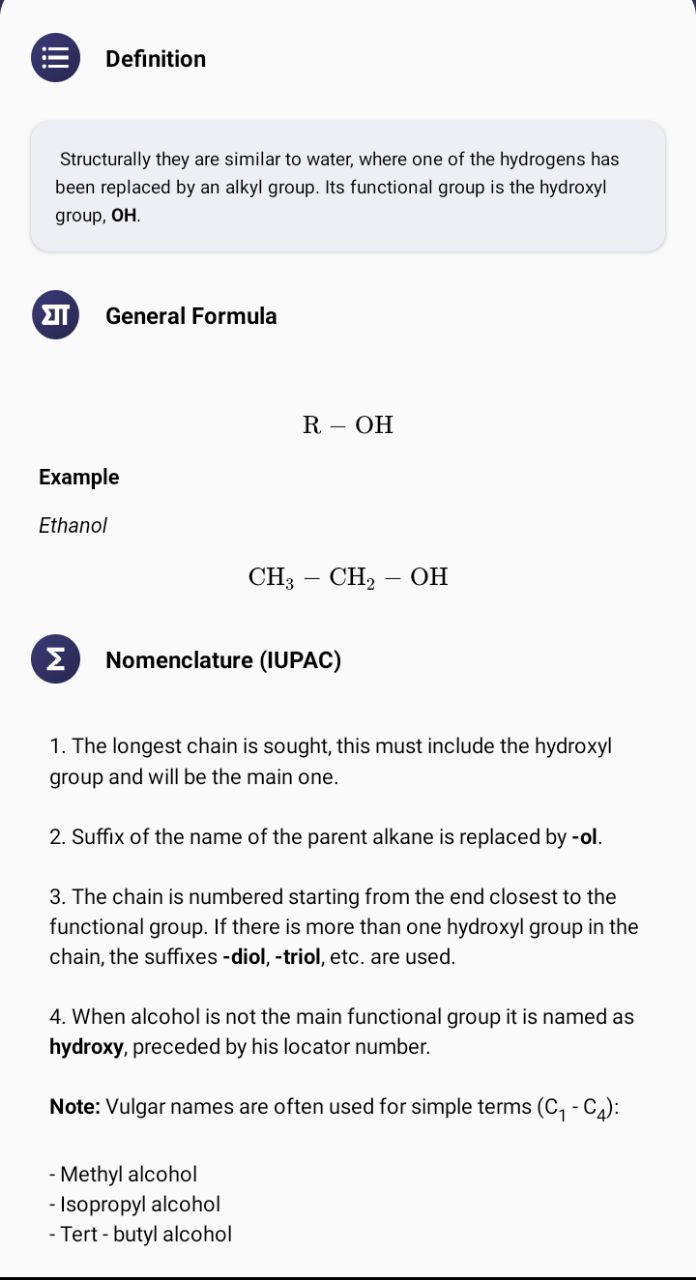 Definition
Structurally they are similar to water, where one of the hydrogens has
been replaced by an alkyl group. Its functional group is the hydroxyl
group, OH.
General Formula
R − OH
Example
Ethanol
CH₃ − CH₂ − OH
Nomenclature (IUPAC)
1. The longest chain is sought, this must include the hydroxyl
group and will be the main one.
2. Suffix of the name of the parent alkane is replaced by -ol.
3. The chain is numbered starting from the end closest to the
functional group. If there is more than one hydroxyl group in the
chain, the suffixes -diol, -triol, etc. are used.
4. When alcohol is not the main functional group it is named as
hydroxy, preceded by his locator number.
Note: Vulgar names are often used for simple terms (C₁ - C₄):
- Methyl alcohol
- Isopropyl alcohol
- Tert - butyl alcohol